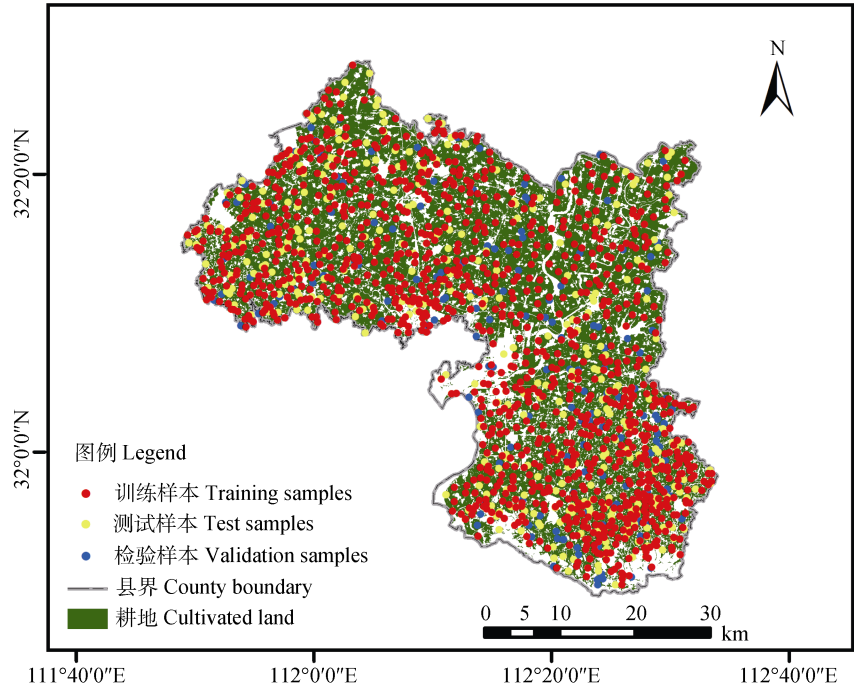 N
32°20′0″N
32°0′0″N
图例 Legend
训练样本 Training samples
测试样本 Test samples
检验样本 Validation samples
县界 County boundary
耕地 Cultivated land
0 5 10 20 30
km
111°40′0″E 112°0′0″E 112°20′0″E 112°40′0″E